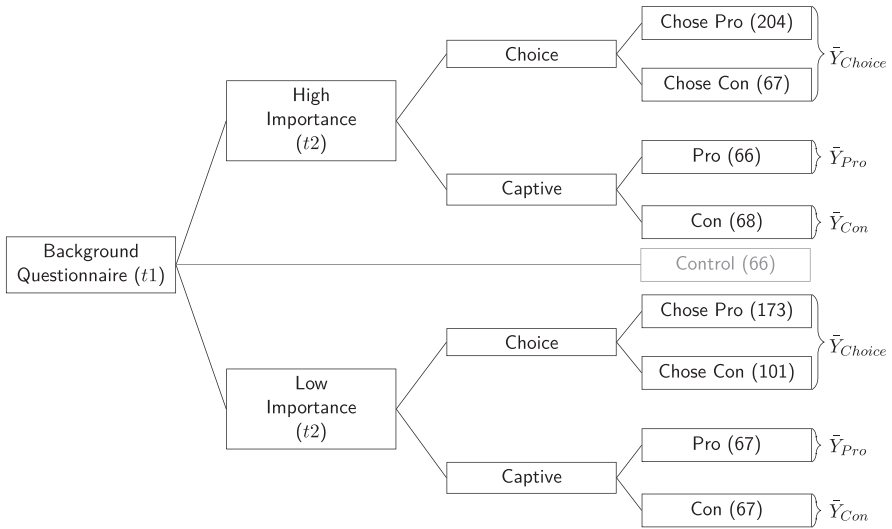 Chose Pro (204)
Choice
Ȳ_Choice
Chose Con (67)
High
Importance
(t2)
Pro (66)
Ȳ_Pro
Captive
Con (68)
Ȳ_Con
Background
Questionnaire (t1)
Control (66)
Chose Pro (173)
Choice
Ȳ_Choice
Chose Con (101)
Low
Importance
(t2)
Pro (67)
Ȳ_Pro
Captive
Con (67)
Ȳ_Con